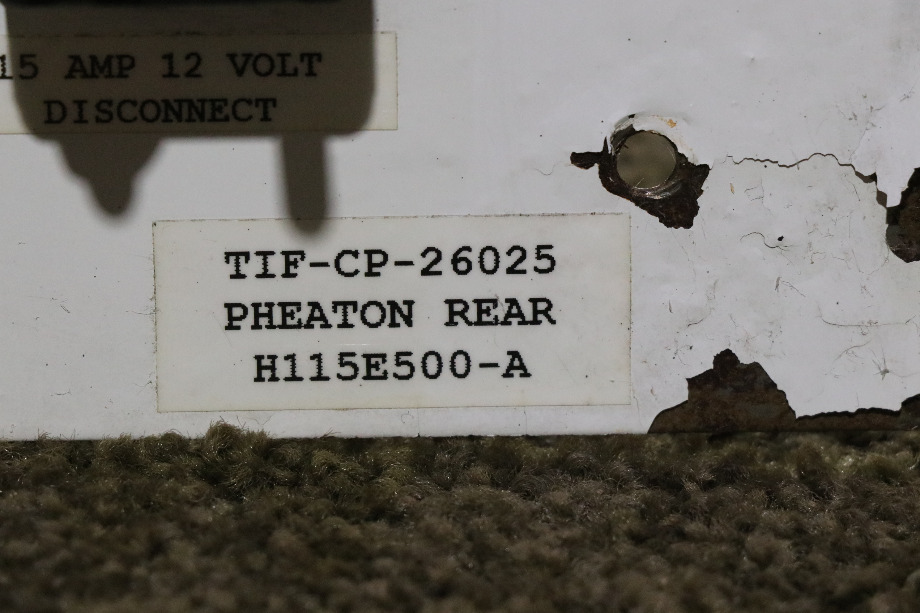 15 AMP 12 VOLT
DISCONNECT
TIF-CP-26025
PHEATON REAR
H115E500-A